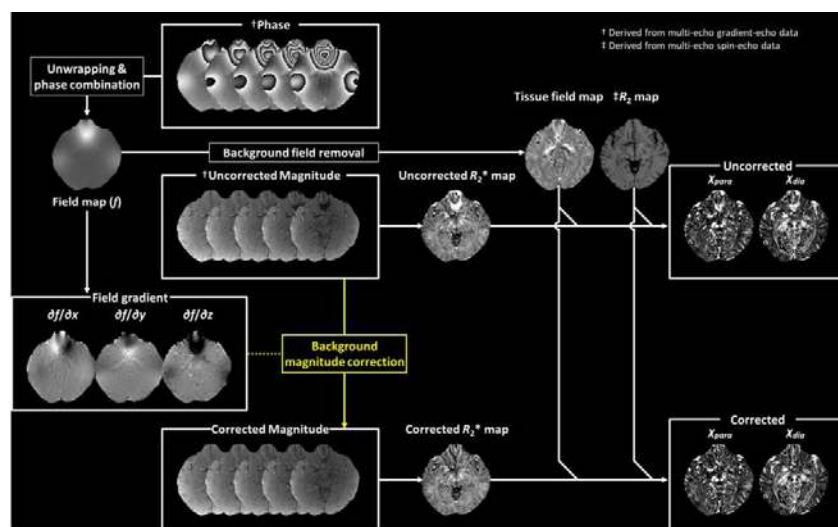 †Phase
† Derived from multi-echo gradient-echo data
‡ Derived from multi-echo spin-echo data
Unwrapping &
phase combination
Tissue field map
‡R₂ map
Background field removal
†Uncorrected Magnitude
Uncorrected R₂* map
Uncorrected
χpara
χdia
Field map (f)
Field gradient
∂f/∂x
∂f/∂y
∂f/∂z
Background
magnitude correction
Corrected Magnitude
Corrected R₂* map
Corrected
χpara
χdia